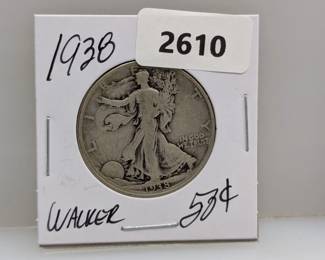 1938
2610
LIBERTY
IN GOD
WE TRUST
1938
WALKER 50¢